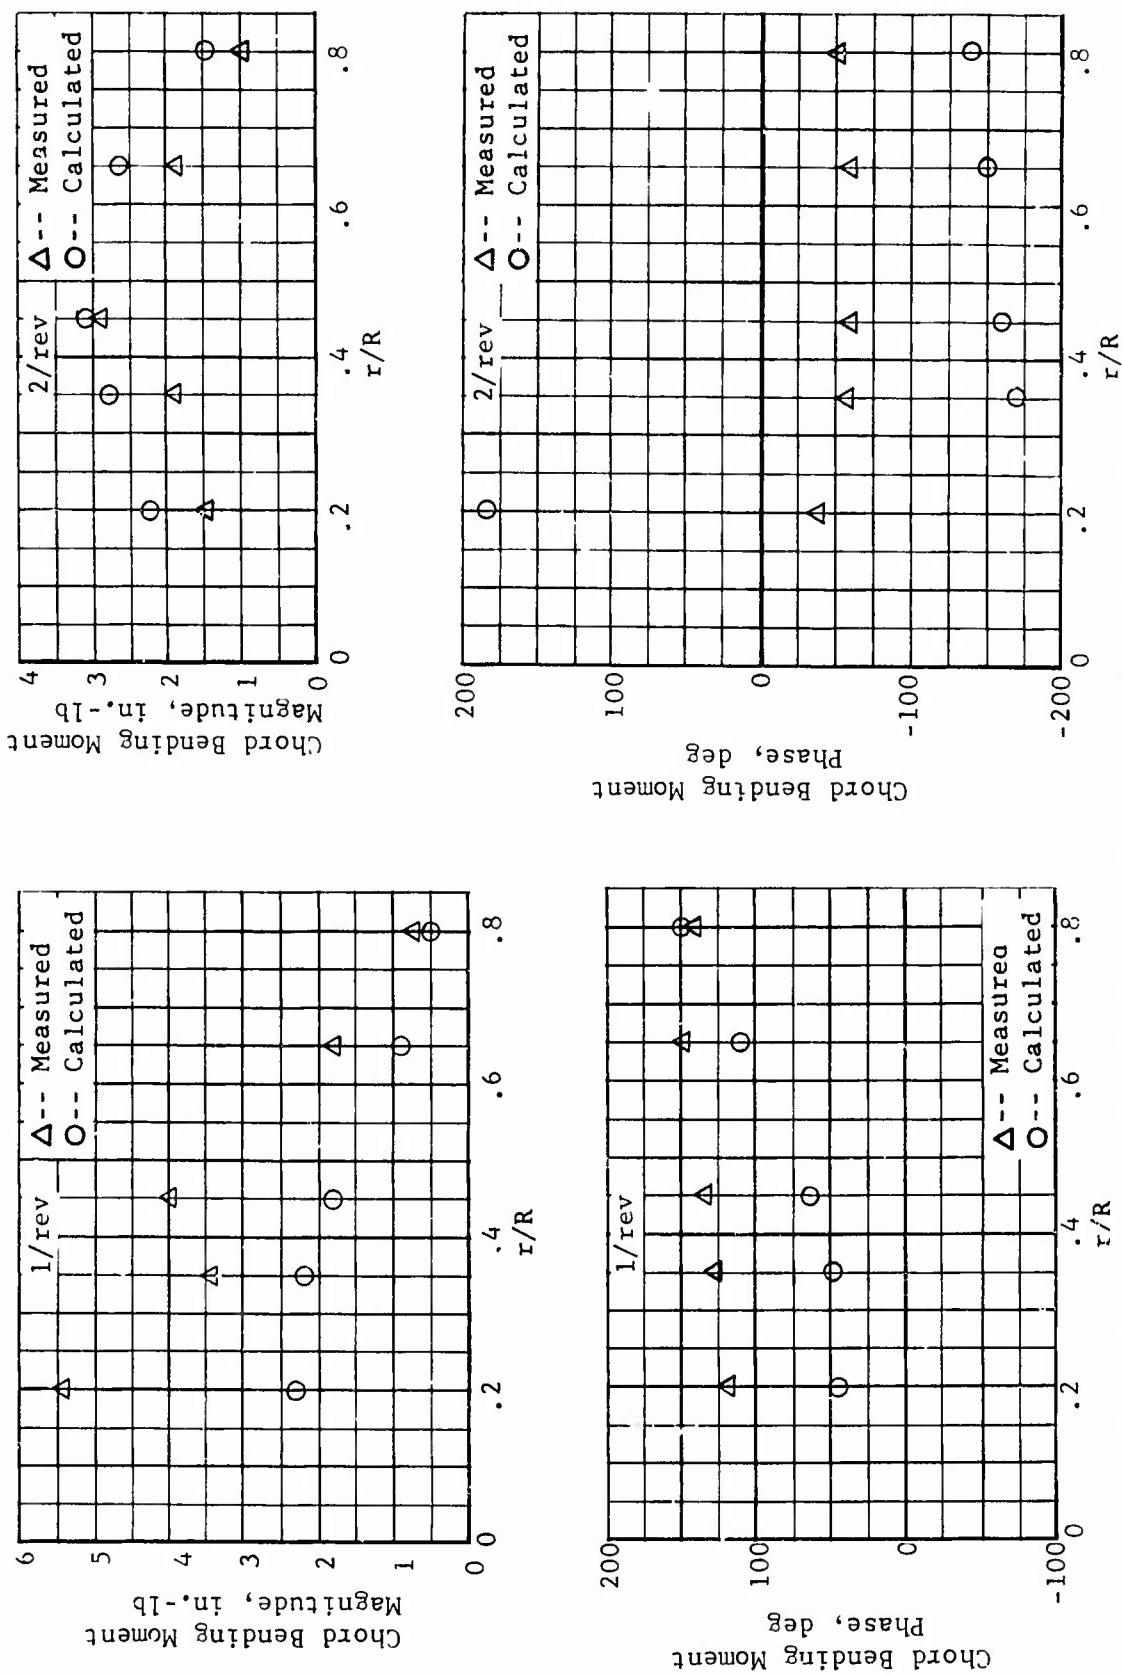 6
5
4
3
2
1
0
Chord Bending Moment
Magnitude, in.-lb
1/rev
Δ-- Measured
O-- Calculated
0
.2
.4
.6
.8
r/R
200
100
0
-100
Chord Bending Moment
Phase, deg
1/rev
Δ-- Measured
O-- Calculated
0
.2
.4
.6
.8
r/R
4
3
2
1
0
Chord Bending Moment
Magnitude, in.-lb
2/rev
Δ-- Measured
O-- Calculated
0
.2
.4
.6
.8
r/R
200
100
0
-100
-200
Chord Bending Moment
Phase, deg
2/rev
Δ-- Measured
O-- Calculated
0
.2
.4
.6
.8
r/R